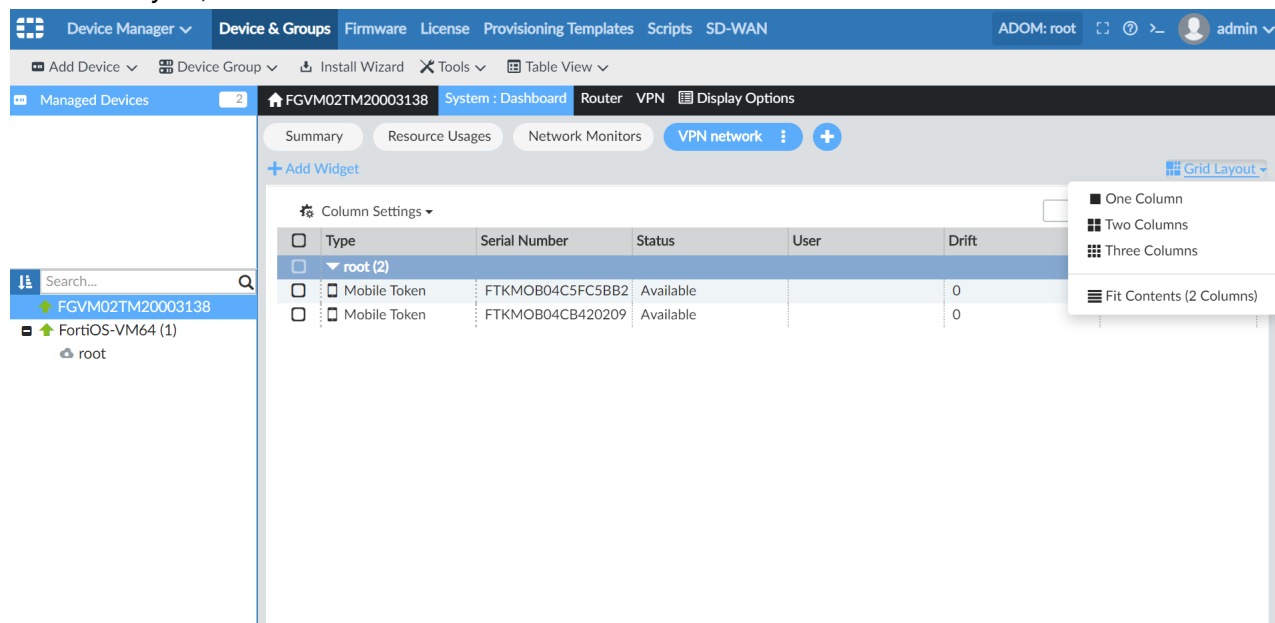 Device Manager Device & Groups Firmware License Provisioning Templates Scripts SD-WAN ADOM: root admin
Add Device Device Group Install Wizard Tools Table View
Managed Devices 2 FGVM02TM20003138 System : Dashboard Router VPN Display Options
Summary Resource Usages Network Monitors VPN network
Add Widget Grid Layout
One Column
Column Settings
Two Columns
Type Serial Number Status User Drift
Three Columns
root (2)
Search...
Mobile Token FTKMOB04C5FC5BB2 Available 0
Fit Contents (2 Columns)
FGVM02TM20003138
Mobile Token FTKMOB04CB420209 Available 0
FortiOS-VM64 (1)
root